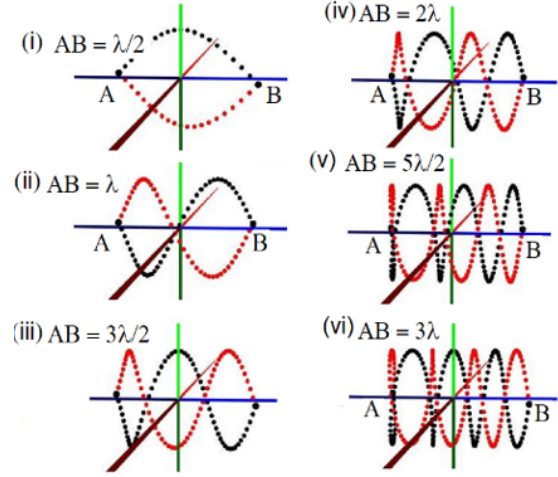 (i) AB = λ/2
A B
(ii) AB = λ
A B
(iii) AB = 3λ/2
(iv) AB = 2λ
A B
(v) AB = 5λ/2
A B
(vi) AB = 3λ
A B